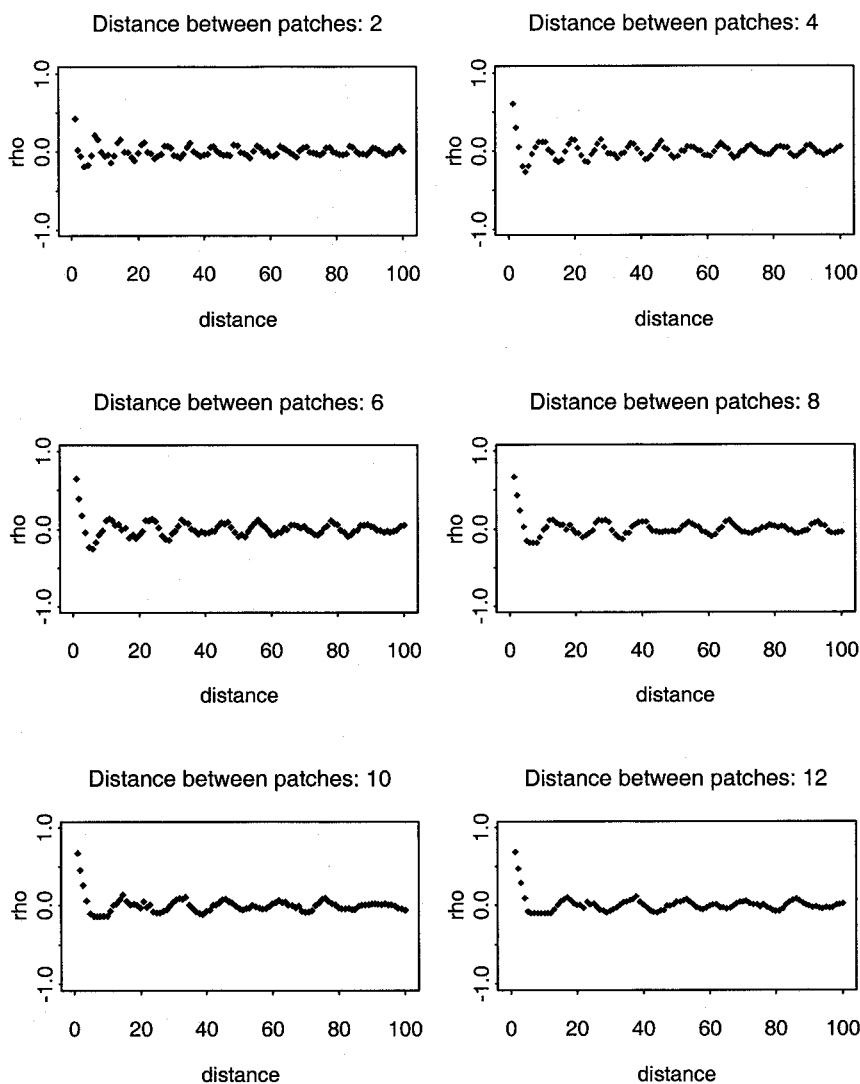 Distance between patches: 2
1.0
0.0
-1.0
rho
0 20 40 60 80 100
distance
Distance between patches: 4
1.0
0.0
-1.0
rho
0 20 40 60 80 100
distance
Distance between patches: 6
1.0
0.0
-1.0
rho
0 20 40 60 80 100
distance
Distance between patches: 8
1.0
0.0
-1.0
rho
0 20 40 60 80 100
distance
Distance between patches: 10
1.0
0.0
-1.0
rho
0 20 40 60 80 100
distance
Distance between patches: 12
1.0
0.0
-1.0
rho
0 20 40 60 80 100
distance